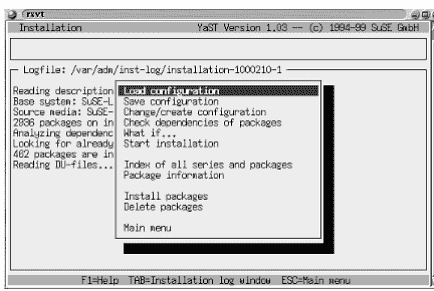 rxvt
Installation YaST Version 1.03 -- (c) 1994-99 SuSE GmbH
Logfile: /var/adm/inst-log/installation-1000210-1
Reading description
Base system: SuSE-L
Source media: SuSE-
2036 packages on in
Analyzing dependenc
Looking for already
462 packages are in
Reading DU-files...
Load configuration
Save configuration
Change/create configuration
Check dependencies of packages
What if...
Start installation
Index of all series and packages
Package information
Install packages
Delete packages
Main menu
F1=Help TAB=Installation log window ESC=Main menu